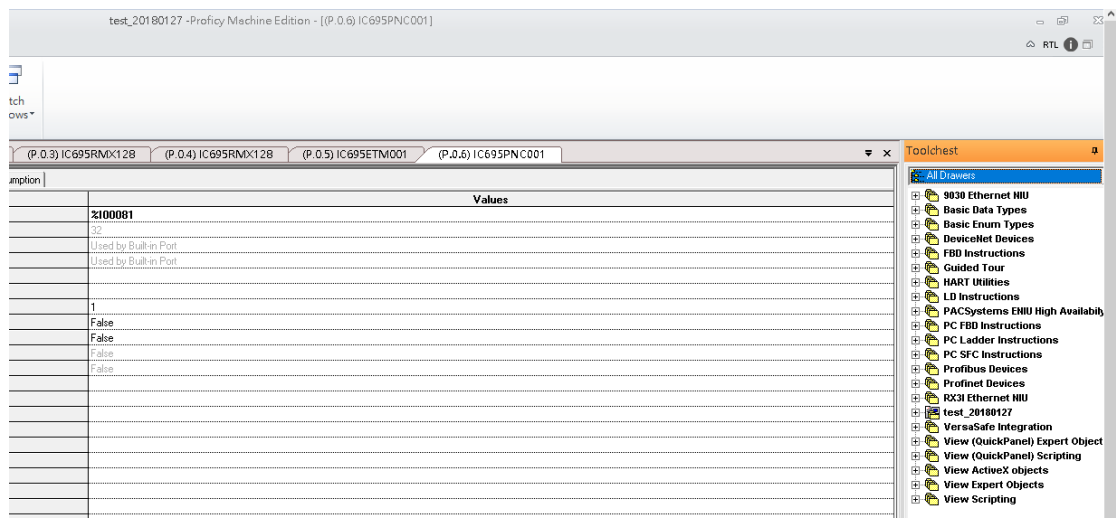 test_20180127 -Proficy Machine Edition - [(P.0.6) IC695PNC001]
RTL
tch
ows
(P.0.3) IC695RMX128 (P.0.4) IC695RMX128 (P.0.5) IC695ETM001 (P.0.6) IC695PNC001
umption
Values
%I00081
32
Used by Built-in Port
Used by Built-in Port
1
False
False
False
False
Toolchest
All Drawers
9030 Ethernet NIU
Basic Data Types
Basic Enum Types
DeviceNet Devices
FBD Instructions
Guided Tour
HART Utilities
LD Instructions
PACSystems ENIU High Availabily
PC FBD Instructions
PC Ladder Instructions
PC SFC Instructions
Profibus Devices
Profinet Devices
RX3I Ethernet NIU
test_20180127
VersaSafe Integration
View (QuickPanel) Expert Object
View (QuickPanel) Scripting
View ActiveX objects
View Expert Objects
View Scripting